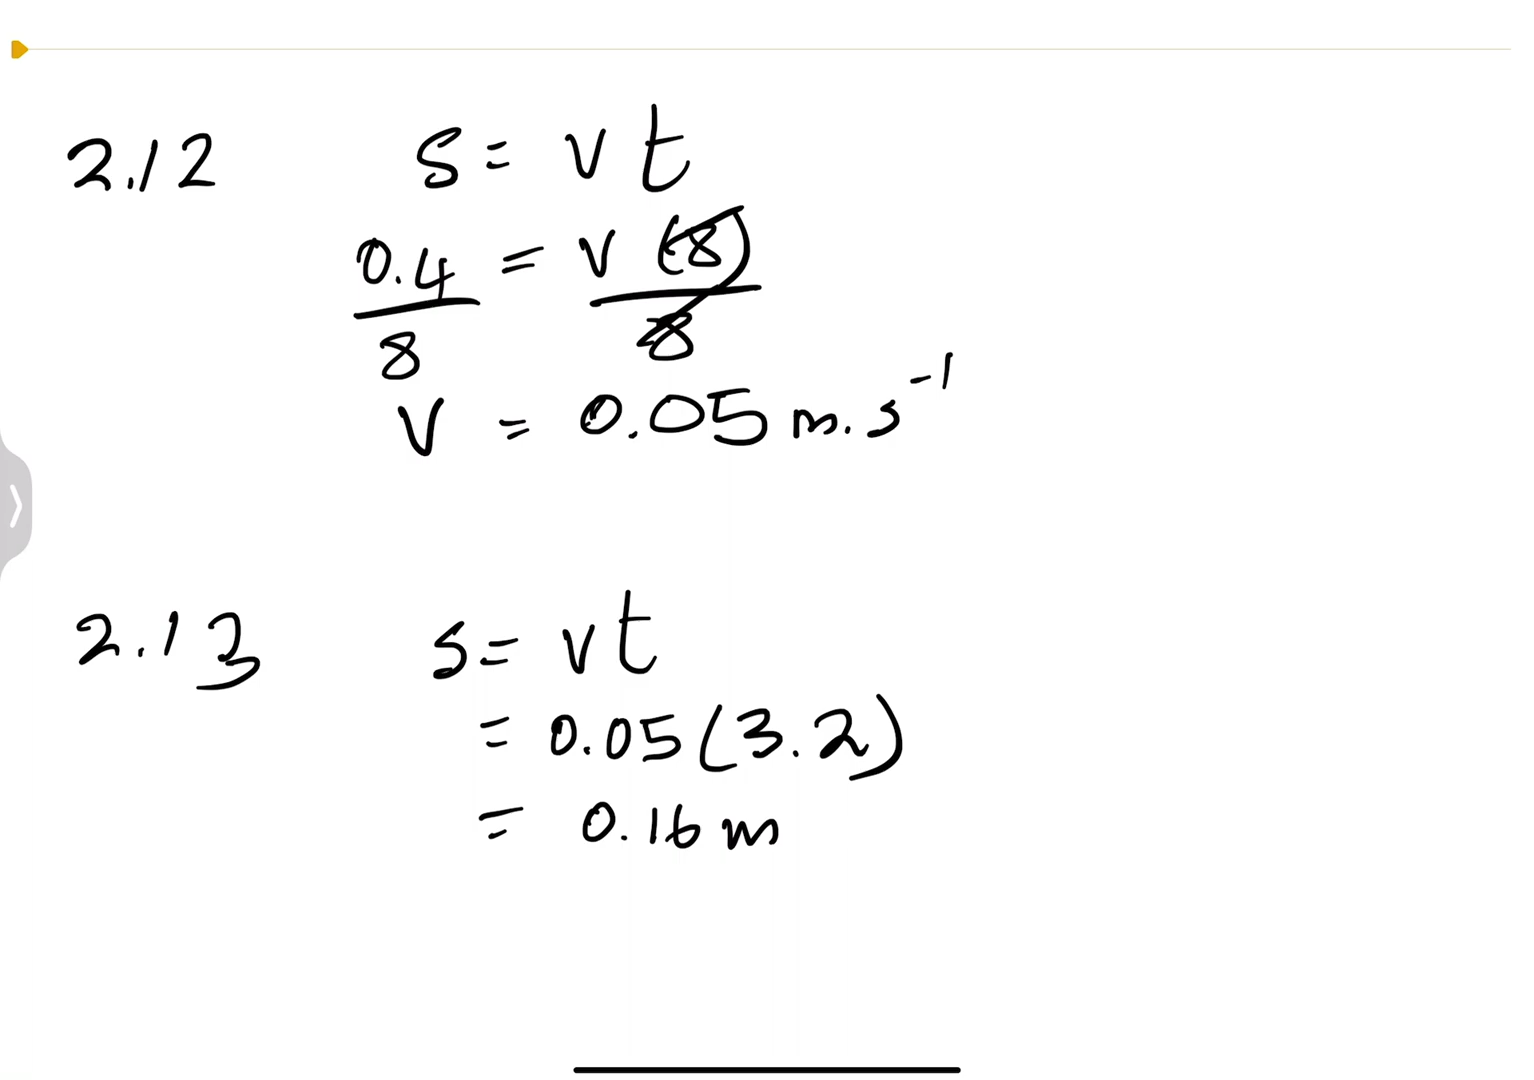 2.12 s = v t
0.4 = v (8)
8 8
v = 0.05 m.s⁻¹
2.13 s = vt
= 0.05 (3.2)
= 0.16 m